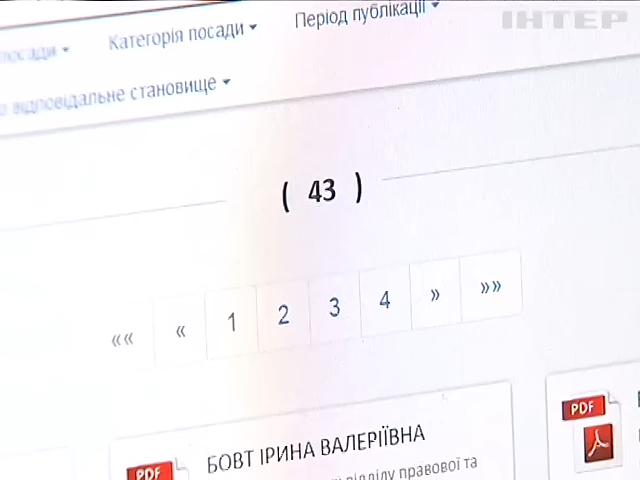 ІНТЕР
посади
Категорія посади
Період публікації
відповідальне становище
( 43 )
«« « 1 2 3 4 » »»
PDF
БОВТ ІРИНА ВАЛЕРІЇВНА
відділу правової та
PDF